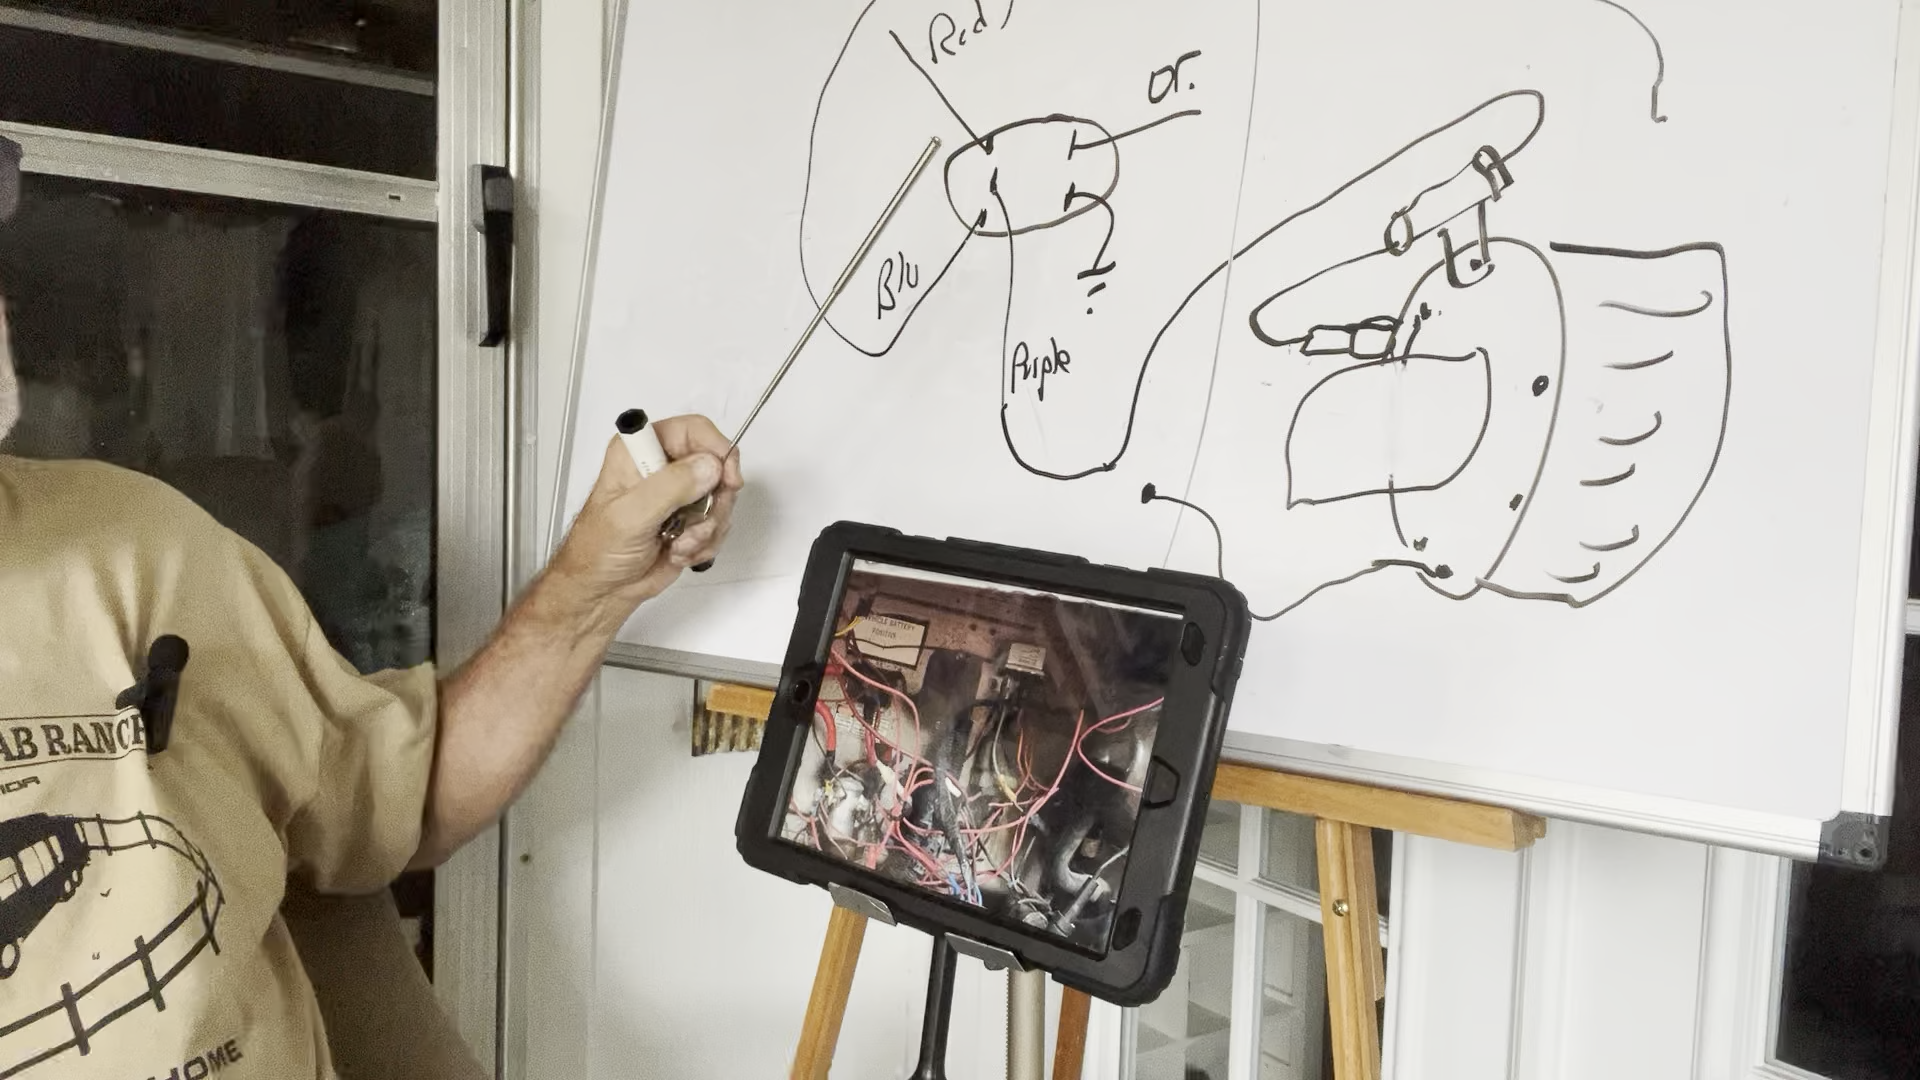 Red
or.
Blu
Purple
VEHICLE BATTERY
POSITIVE
AB RANCH
HOME